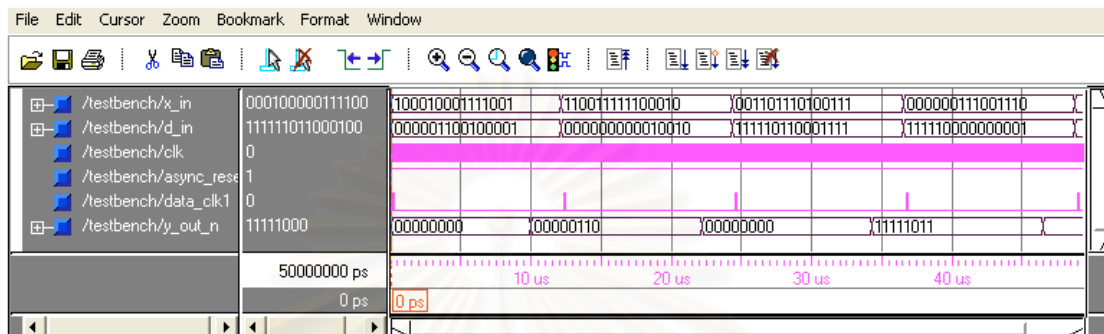 File Edit Cursor Zoom Bookmark Format Window
/testbench/x_in 000100000111100 100010001111001 110011111100010 001101110100111 000000111001110
/testbench/d_in 111111011000100 000001100100001 000000000010010 111110110001111 111110000000001
/testbench/clk 0
/testbench/async_rese 1
/testbench/data_clk1 0
/testbench/y_out_n 11111000 00000000 00000110 00000000 11111011
50000000 ps 10 us 20 us 30 us 40 us
0 ps 0 ps